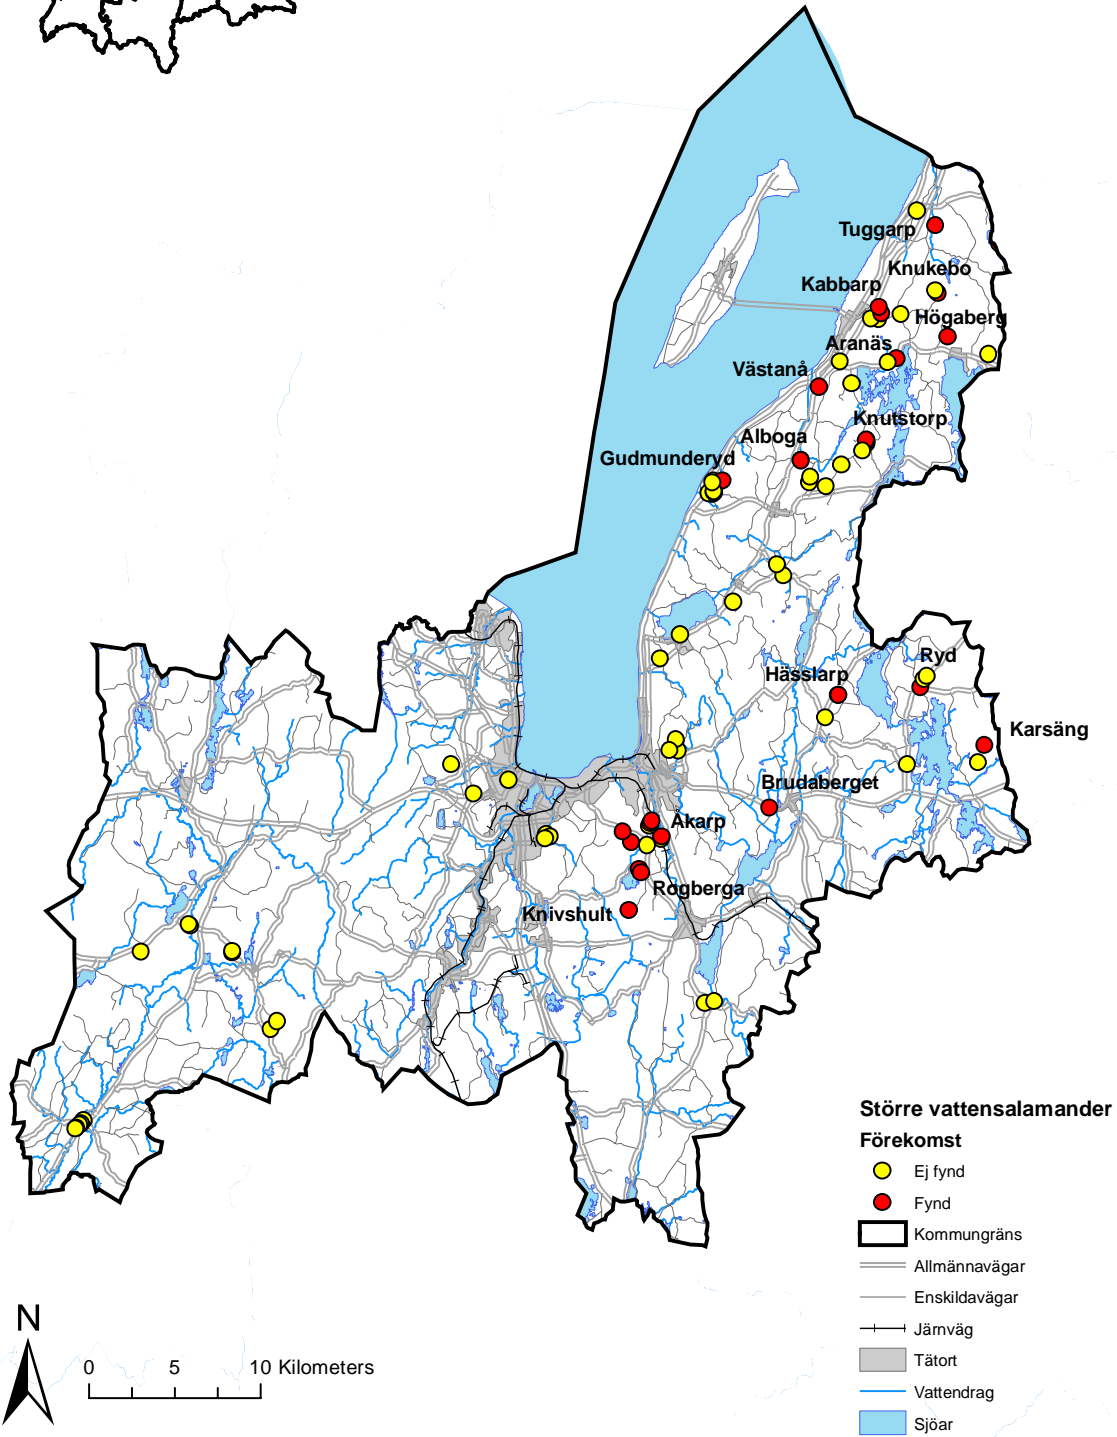 Tuggarp
Knukebo
Kabbarp
Högaberg
Aranäs
Västanå
Knutstorp
Alboga
Gudmunderyd
Ryd
Hässlarp
Karsäng
Brudaberget
Åkarp
Rogberga
Knivshult
Större vattensalamander
Förekomst
Ej fynd
Fynd
Kommungräns
Allmännavägar
Enskildavägar
Järnväg
Tätort
Vattendrag
Sjöar
N
0 5 10 Kilometers